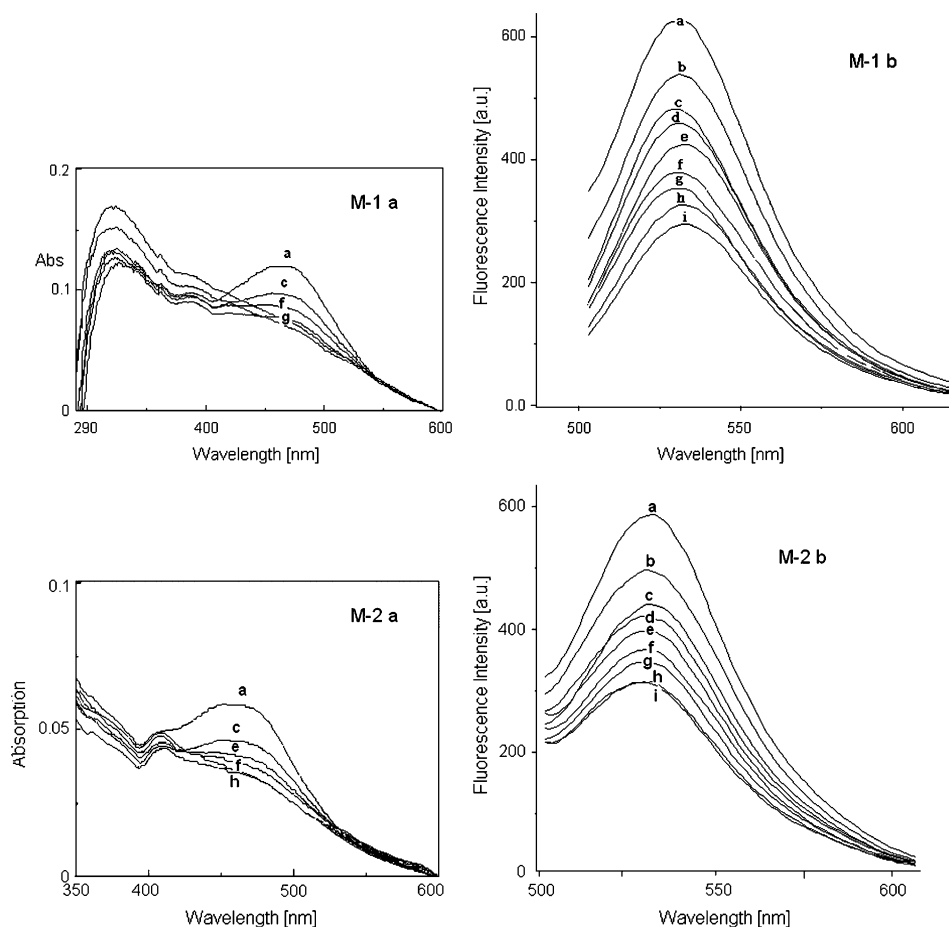 M-1 a
0.2
Abs
0.1
0
a
c
f
g
290
400
500
600
Wavelength [nm]
M-1 b
600
400
200
0.0
Fluorescence Intensity [a.u.]
a
b
c
d
e
f
g
h
i
500
550
600
Wavelength [nm]
M-2 a
0.1
0.05
0
Absorption
a
c
e
f
h
350
400
500
600
Wavelength [nm]
M-2 b
600
400
200
0
Fluorescence Intensity [a.u.]
a
b
c
d
e
f
g
h
i
500
550
600
Wavelength [nm]